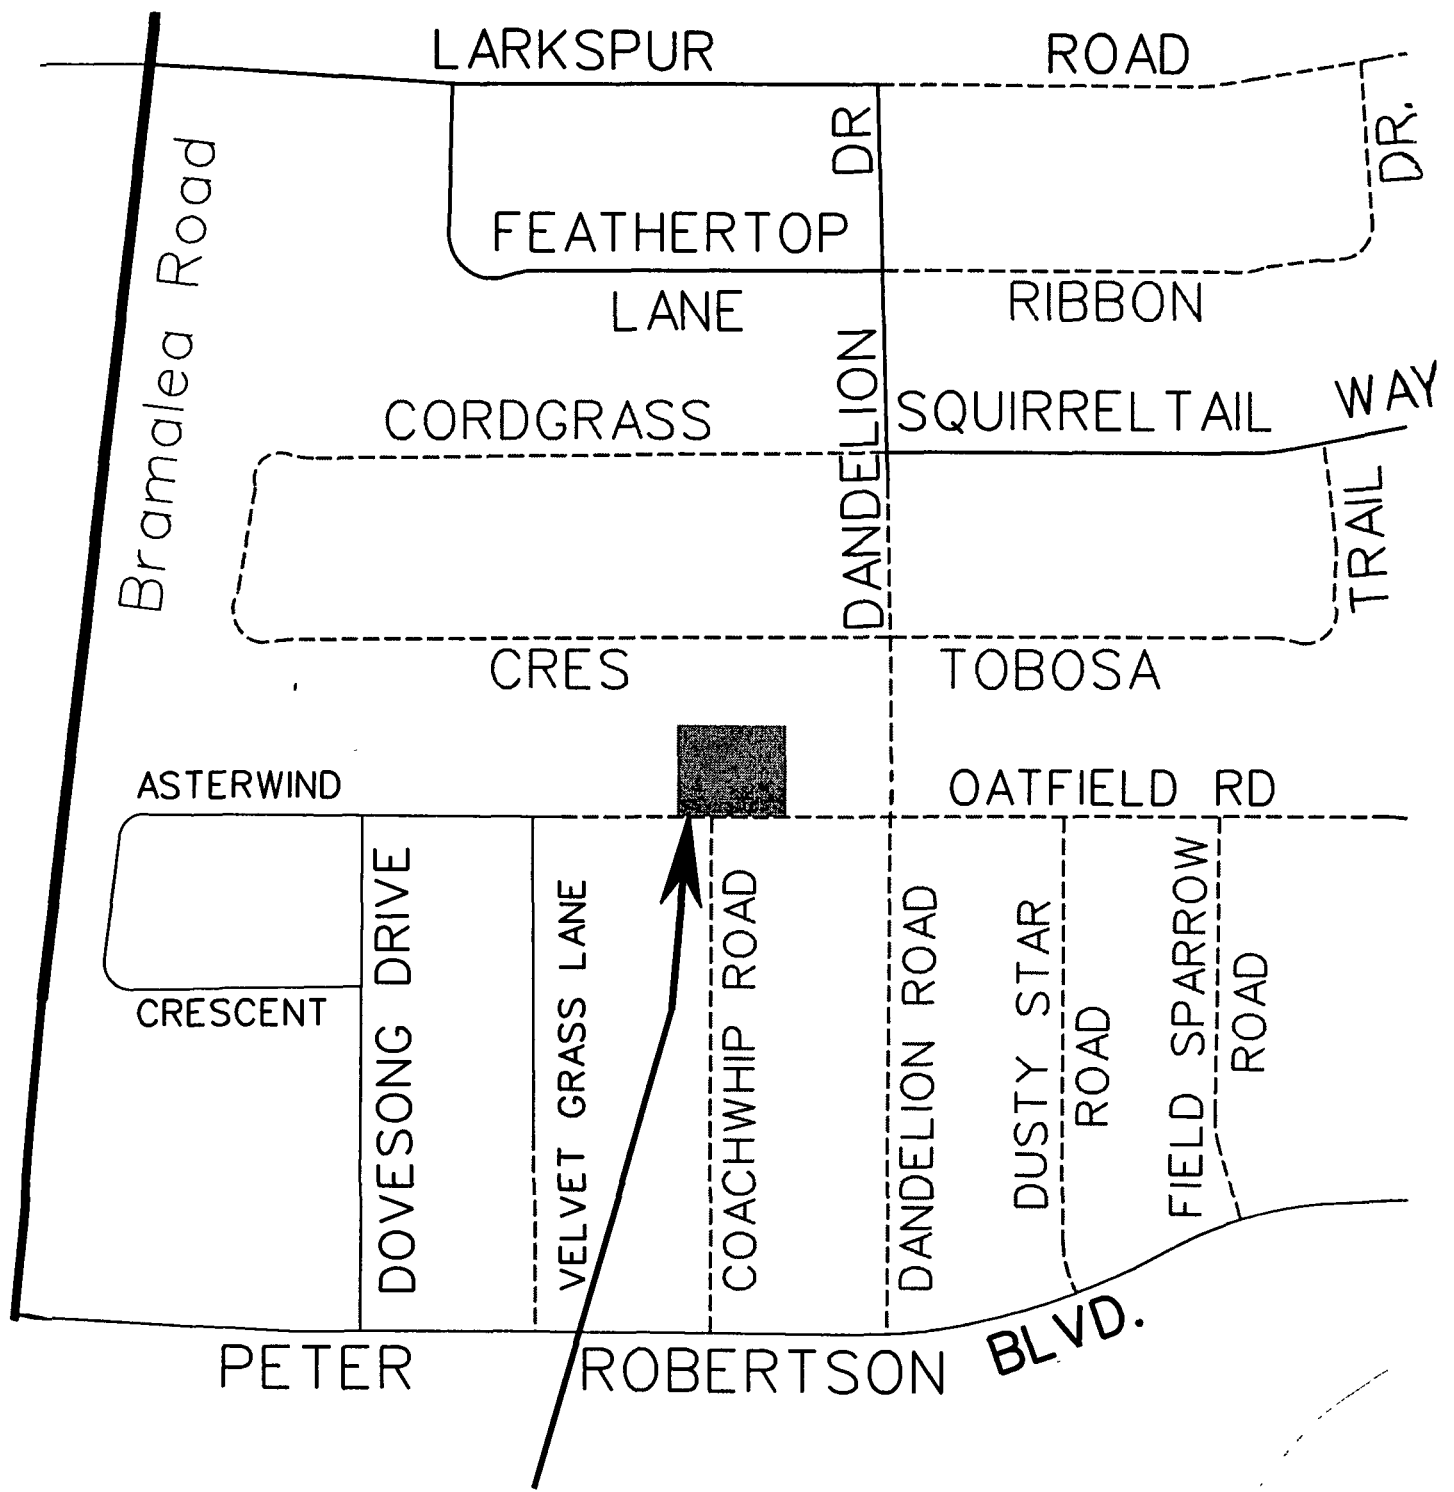 LARKSPUR ROAD
DR
DR.
Bramalea Road
FEATHERTOP
LANE
RIBBON
DANDELION
CORDGRASS
SQUIRRELTAIL WAY
TRAIL
CRES
TOBOSA
ASTERWIND
OATFIELD RD
CRESCENT
DOVESONG DRIVE
VELVET GRASS LANE
COACHWHIP ROAD
DANDELION ROAD
DUSTY STAR
ROAD
FIELD SPARROW
ROAD
PETER ROBERTSON BLVD.